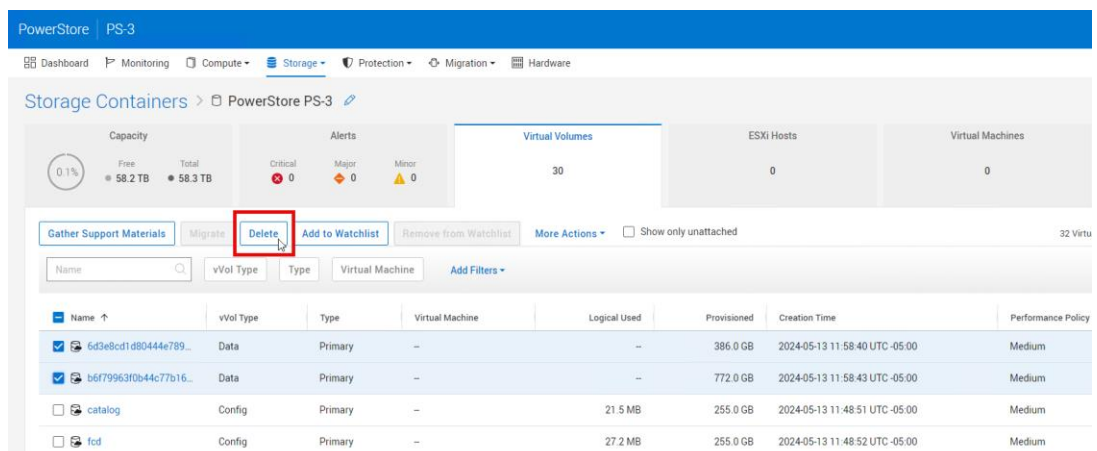 PowerStore PS-3
Dashboard Monitoring Compute Storage Protection Migration Hardware
Storage Containers > PowerStore PS-3
Capacity Alerts Virtual Volumes ESXi Hosts Virtual Machines
0.1% Free Total Critical Major Minor 30 0 0
58.2 TB 58.3 TB 0 0 0
Gather Support Materials Migrate Delete Add to Watchlist Remove from Watchlist More Actions Show only unattached 32 Virtu
Name vVol Type Type Virtual Machine Add Filters
Name ↑ vVol Type Type Virtual Machine Logical Used Provisioned Creation Time Performance Policy
6d3e8cd1d80444e789... Data Primary -- -- 386.0 GB 2024-05-13 11:58:40 UTC -05:00 Medium
b6f79963f0b44c77b16... Data Primary -- -- 772.0 GB 2024-05-13 11:58:43 UTC -05:00 Medium
catalog Config Primary -- 21.5 MB 255.0 GB 2024-05-13 11:48:51 UTC -05:00 Medium
fcd Config Primary -- 27.2 MB 255.0 GB 2024-05-13 11:48:52 UTC -05:00 Medium